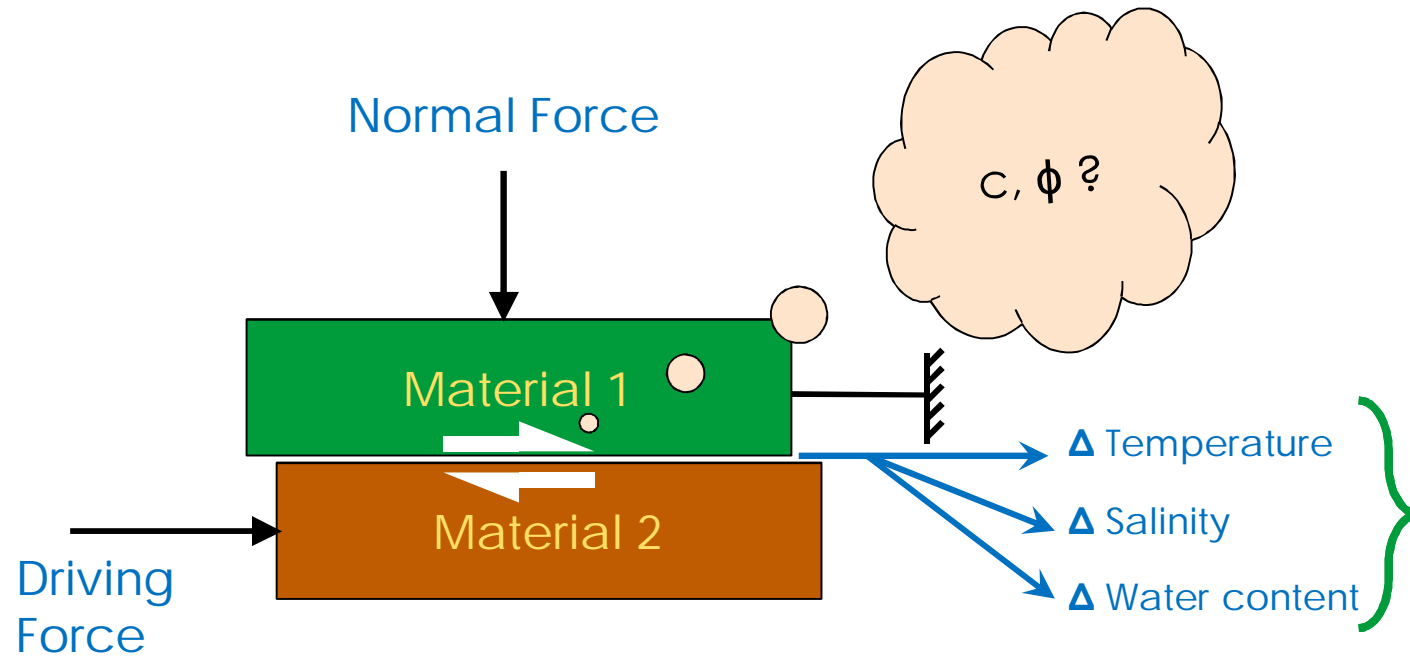 Normal Force
c, ϕ ?
Material 1
Δ Temperature
Δ Salinity
Material 2
Driving
Force
Δ Water content